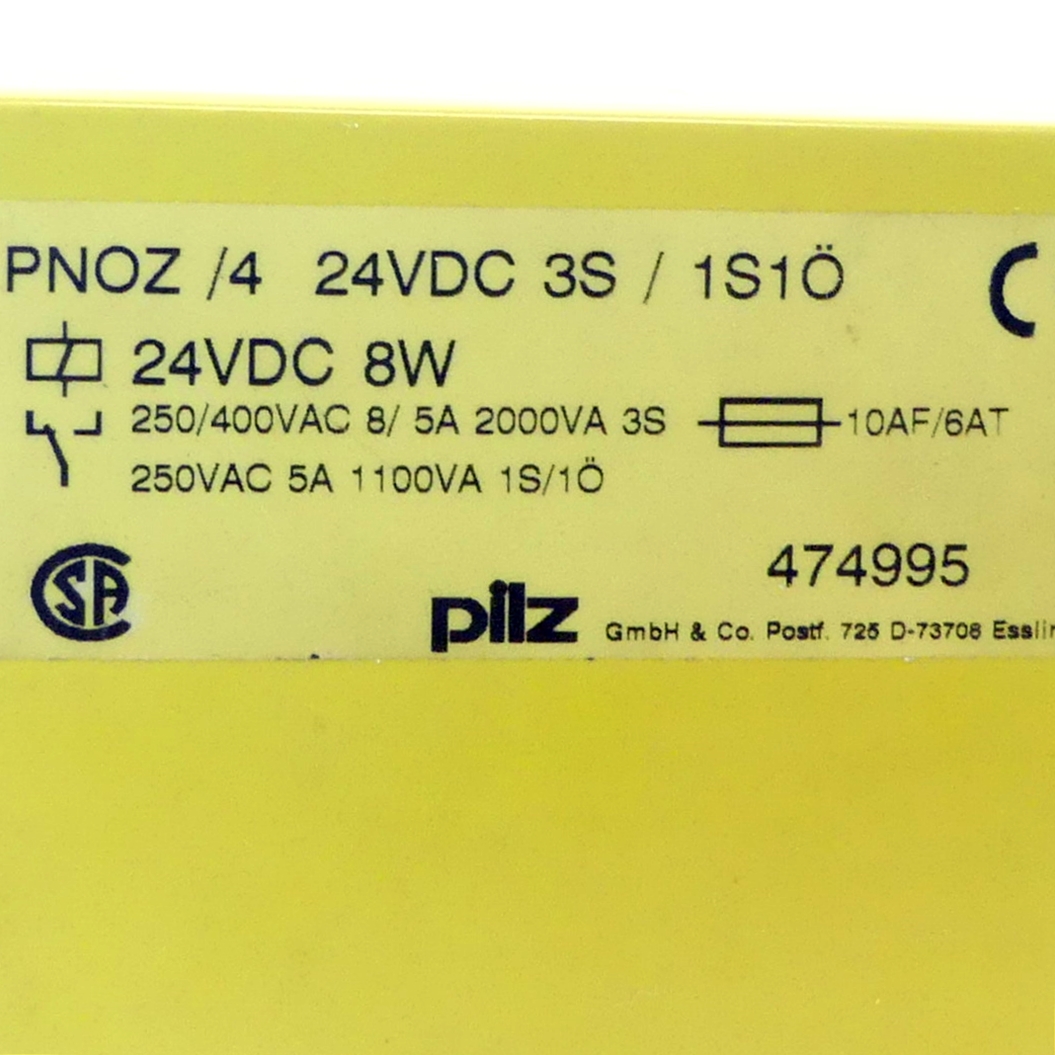 PNOZ /4 24VDC 3S / 1S1Ö
24VDC 8W
250/400VAC 8/ 5A 2000VA 3S 10AF/6AT
250VAC 5A 1100VA 1S/1Ö
474995
CSA
pilz GmbH & Co. Postf. 725 D-73708